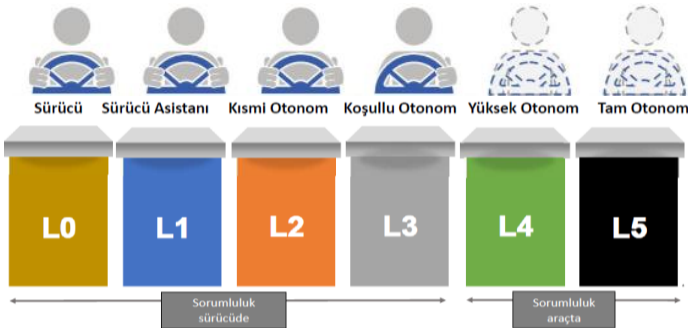 Sürücü Sürücü Asistanı Kısmi Otonom Koşullu Otonom Yüksek Otonom Tam Otonom
L0 L1 L2 L3 L4 L5
Sorumluluk sürücüde
Sorumluluk araçta